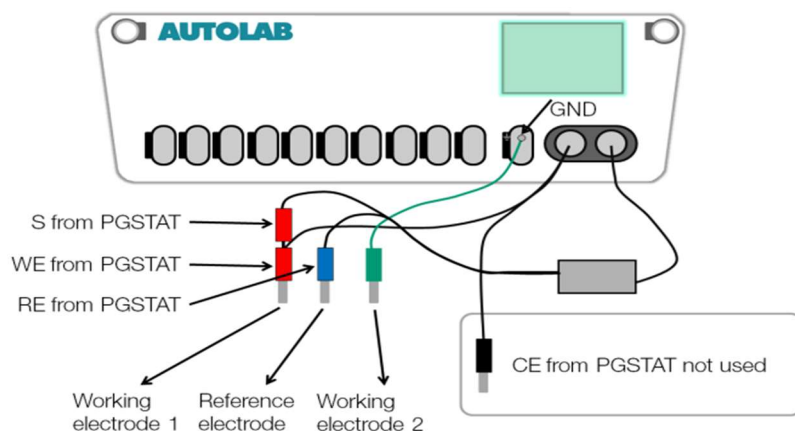 AUTOLAB
GND
S from PGSTAT
WE from PGSTAT
RE from PGSTAT
CE from PGSTAT not used
Working
electrode 1
Reference
electrode
Working
electrode 2